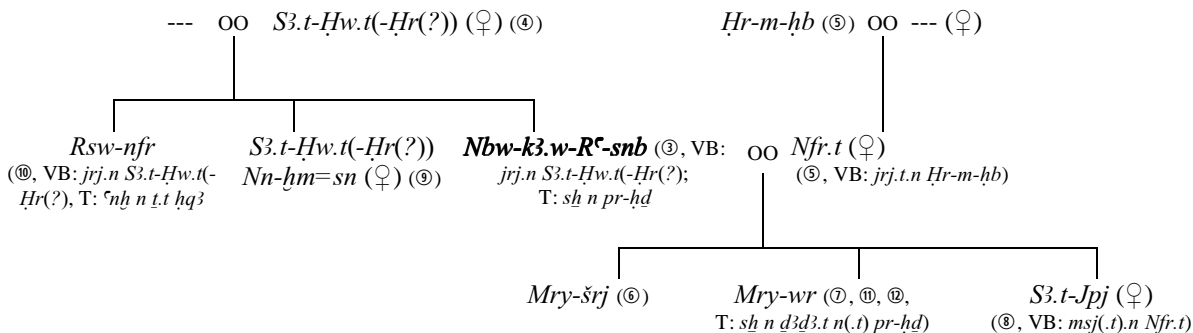 --- OO S3.t-Ḥw.t(-Ḥr(?)) (♀) (④) Ḥr-m-ḥb (⑤) OO --- (♀)
Rsw-nfr S3.t-Ḥw.t(-Ḥr(?)) Nbw-k3.w-Rꜥ-snb (③, VB: OO Nfr.t (♀)
(⑩, VB: jrj.n S3.t-Ḥw.t(- Nn-ḫm=sn (♀) (⑨) jrj.n S3.t-Ḥw.t(-Ḥr(?); (⑤, VB: jrj.t.n Ḥr-m-ḥb)
Ḥr(?), T: ꜥnḫ n ṯ.t ḥq3 T: sẖ n pr-ḥḏ
Mry-šrj (⑥) Mry-wr (⑦, ⑪, ⑫, S3.t-Jpj (♀)
T: sẖ n ḏ3ḏ3.t n(.t) pr-ḥḏ) (⑧, VB: msj(.t).n Nfr.t)